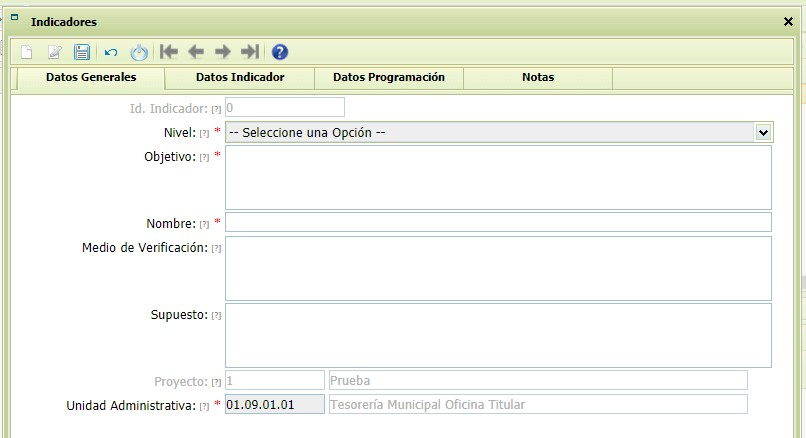 Indicadores
Datos Generales Datos Indicador Datos Programación Notas
Id. Indicador: [?] 0
Nivel: [?] * -- Seleccione una Opción --
Objetivo: [?] *
Nombre: [?] *
Medio de Verificación: [?]
Supuesto: [?]
Proyecto: [?] 1 Prueba
Unidad Administrativa: [?] * 01.09.01.01 Tesorería Municipal Oficina Titular